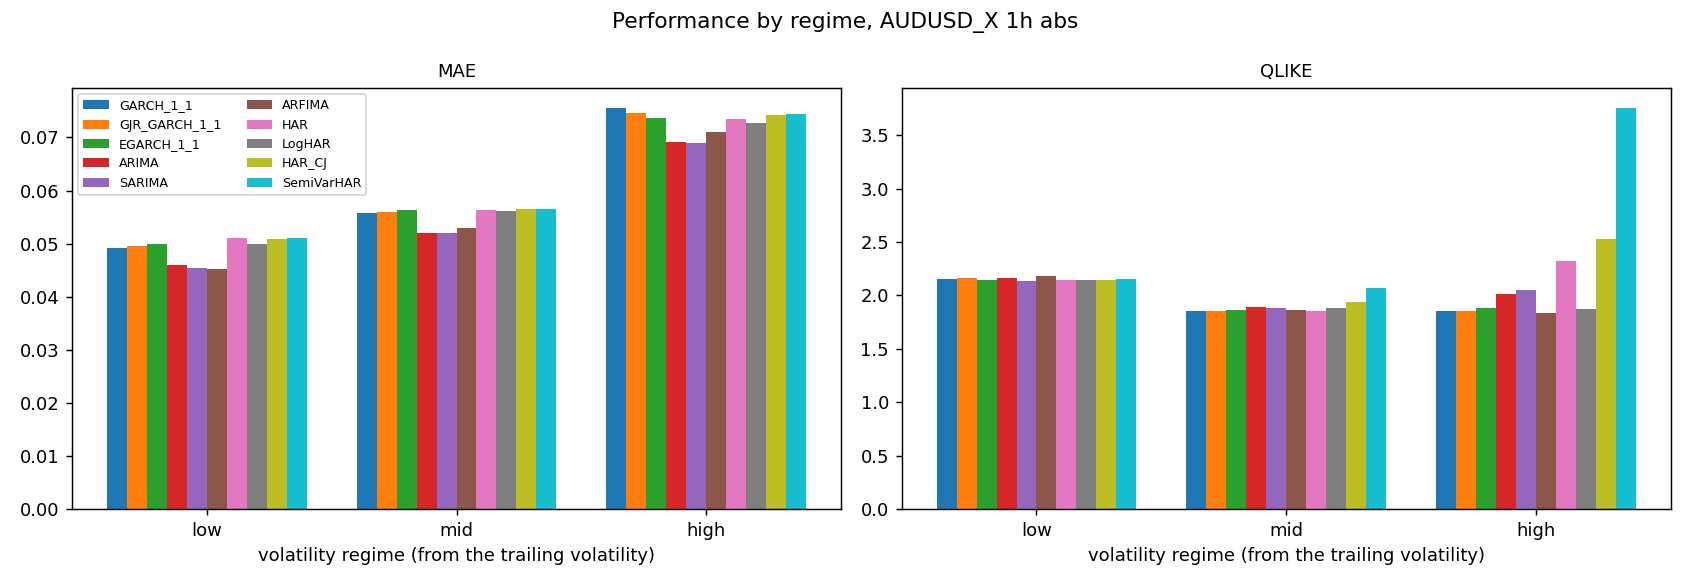 Performance by regime, AUDUSD_X 1h abs
MAE
GARCH_1_1
GJR_GARCH_1_1
EGARCH_1_1
ARIMA
SARIMA
ARFIMA
HAR
LogHAR
HAR_CJ
SemiVarHAR
0.07
0.06
0.05
0.04
0.03
0.02
0.01
0.00
low mid high
volatility regime (from the trailing volatility)
QLIKE
3.5
3.0
2.5
2.0
1.5
1.0
0.5
0.0
low mid high
volatility regime (from the trailing volatility)